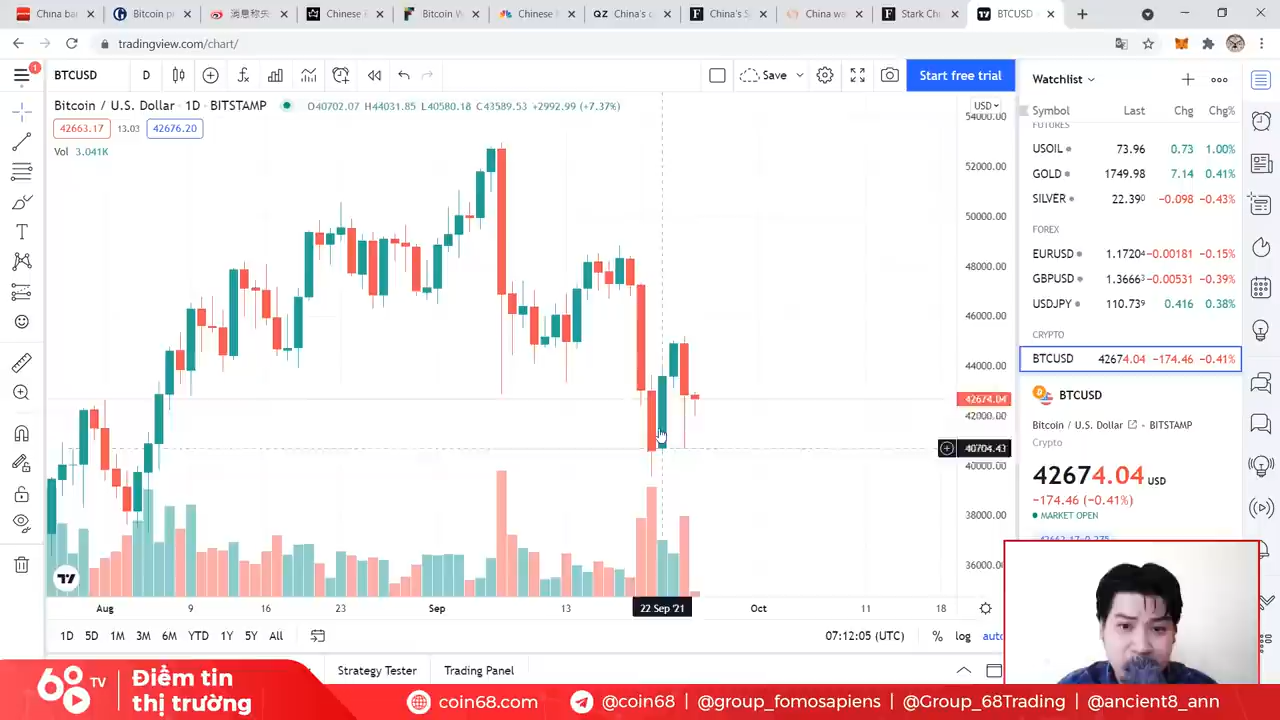 China ban
Bitcoin p
消息称失
Chinese E
Bitcoin W
Chinese
QZ China's c
China's S
China wa
Stark Ch
BTCUSD
tradingview.com/chart/
1 BTCUSD D Save Start free trial
Bitcoin / U.S. Dollar · 1D · BITSTAMP O40702.07 H44031.85 L40580.18 C43589.53 +2992.99 (+7.37%)
42663.17 13.03 42676.20
Vol 3.041K
USD
54000.00
52000.00
50000.00
48000.00
46000.00
44000.00
42674.04
42000.00
40704.43
40000.00
38000.00
36000.00
Aug 9 16 23 Sep 13 22 Sep '21 Oct 11 18
1D 5D 1M 3M 6M YTD 1Y 5Y All 07:12:05 (UTC) % log auto
Strategy Tester Trading Panel
Watchlist
Symbol Last Chg Chg%
FUTURES
USOIL 73.96 0.73 1.00%
GOLD 1749.98 7.14 0.41%
SILVER 22.390 −0.098 −0.43%
FOREX
EURUSD 1.17204 −0.00181 −0.15%
GBPUSD 1.36663 −0.00531 −0.39%
USDJPY 110.739 0.416 0.38%
CRYPTO
BTCUSD 42674.04 −174.46 −0.41%
BTCUSD
Bitcoin / U.S. Dollar BITSTAMP
Crypto
42674.04 USD
−174.46 (−0.41%)
MARKET OPEN
68 TV
Điểm tin
thị trường
coin68.com @coin68 | @group_fomosapiens | @Group_68Trading | @ancient8_ann